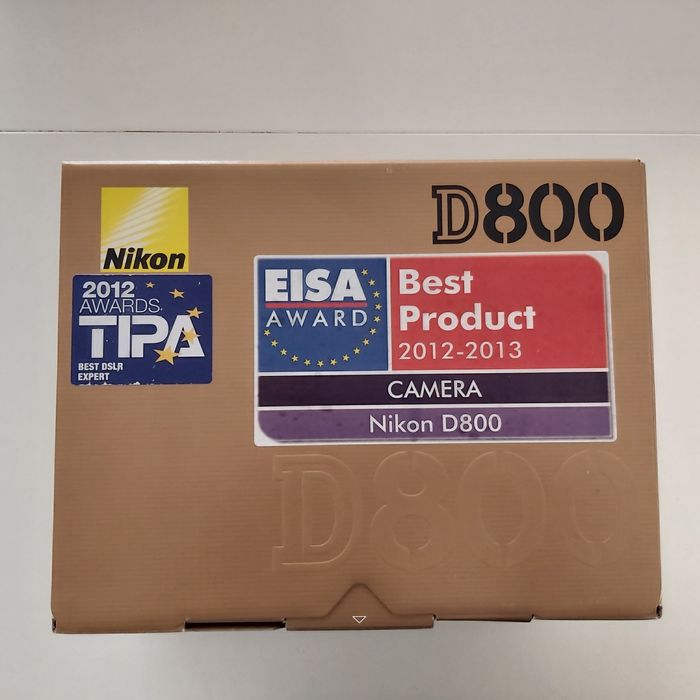 Nikon
D800
2012
AWARDS
TIPA
BEST DSLR
EXPERT
EISA
AWARD
Best
Product
2012-2013
CAMERA
Nikon D800
D800